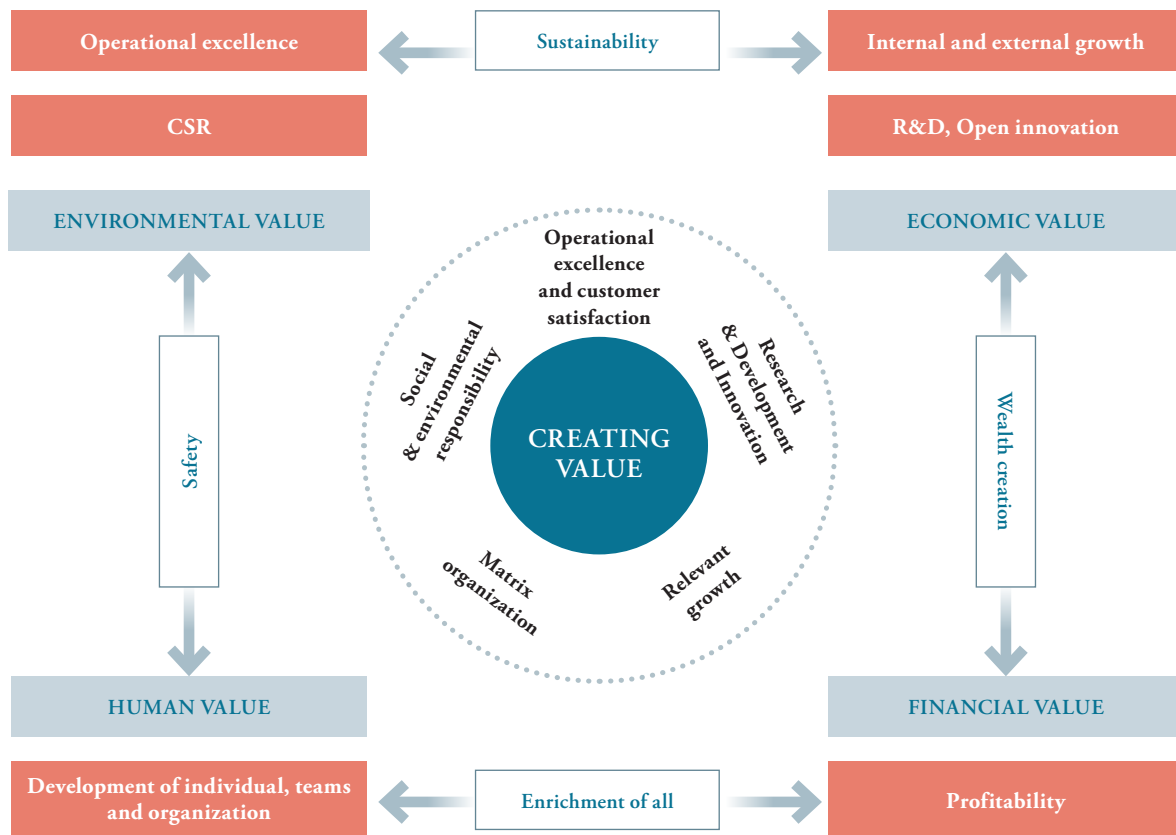 Operational excellence
Sustainability
Internal and external growth
CSR
R&D, Open innovation
ENVIRONMENTAL VALUE
ECONOMIC VALUE
Operational
excellence
and customer
satisfaction
Social
& environmental
responsibility
Research
& Development
and Innovation
CREATING
VALUE
Safety
Wealth creation
Matrix
organization
Relevant
growth
HUMAN VALUE
FINANCIAL VALUE
Development of individual, teams
and organization
Enrichment of all
Profitability